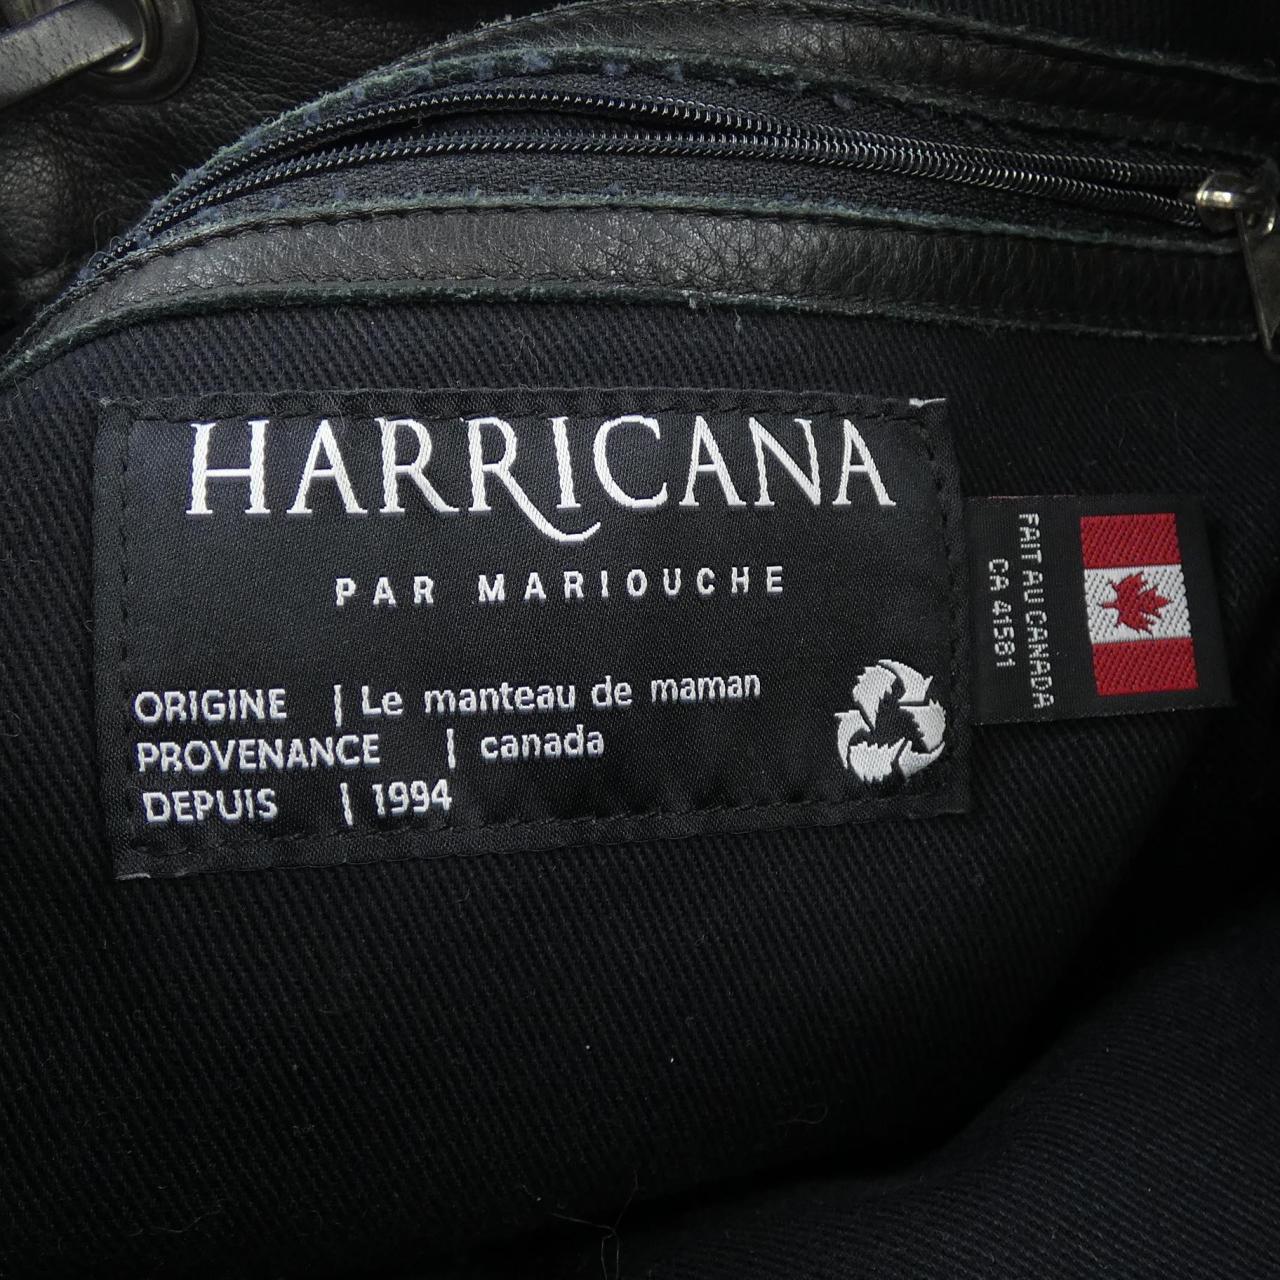 HARRICANA
PAR MARIOUCHE
ORIGINE | Le manteau de maman
PROVENANCE | canada
DEPUIS | 1994
FAIT AU CANADA
CA 41581